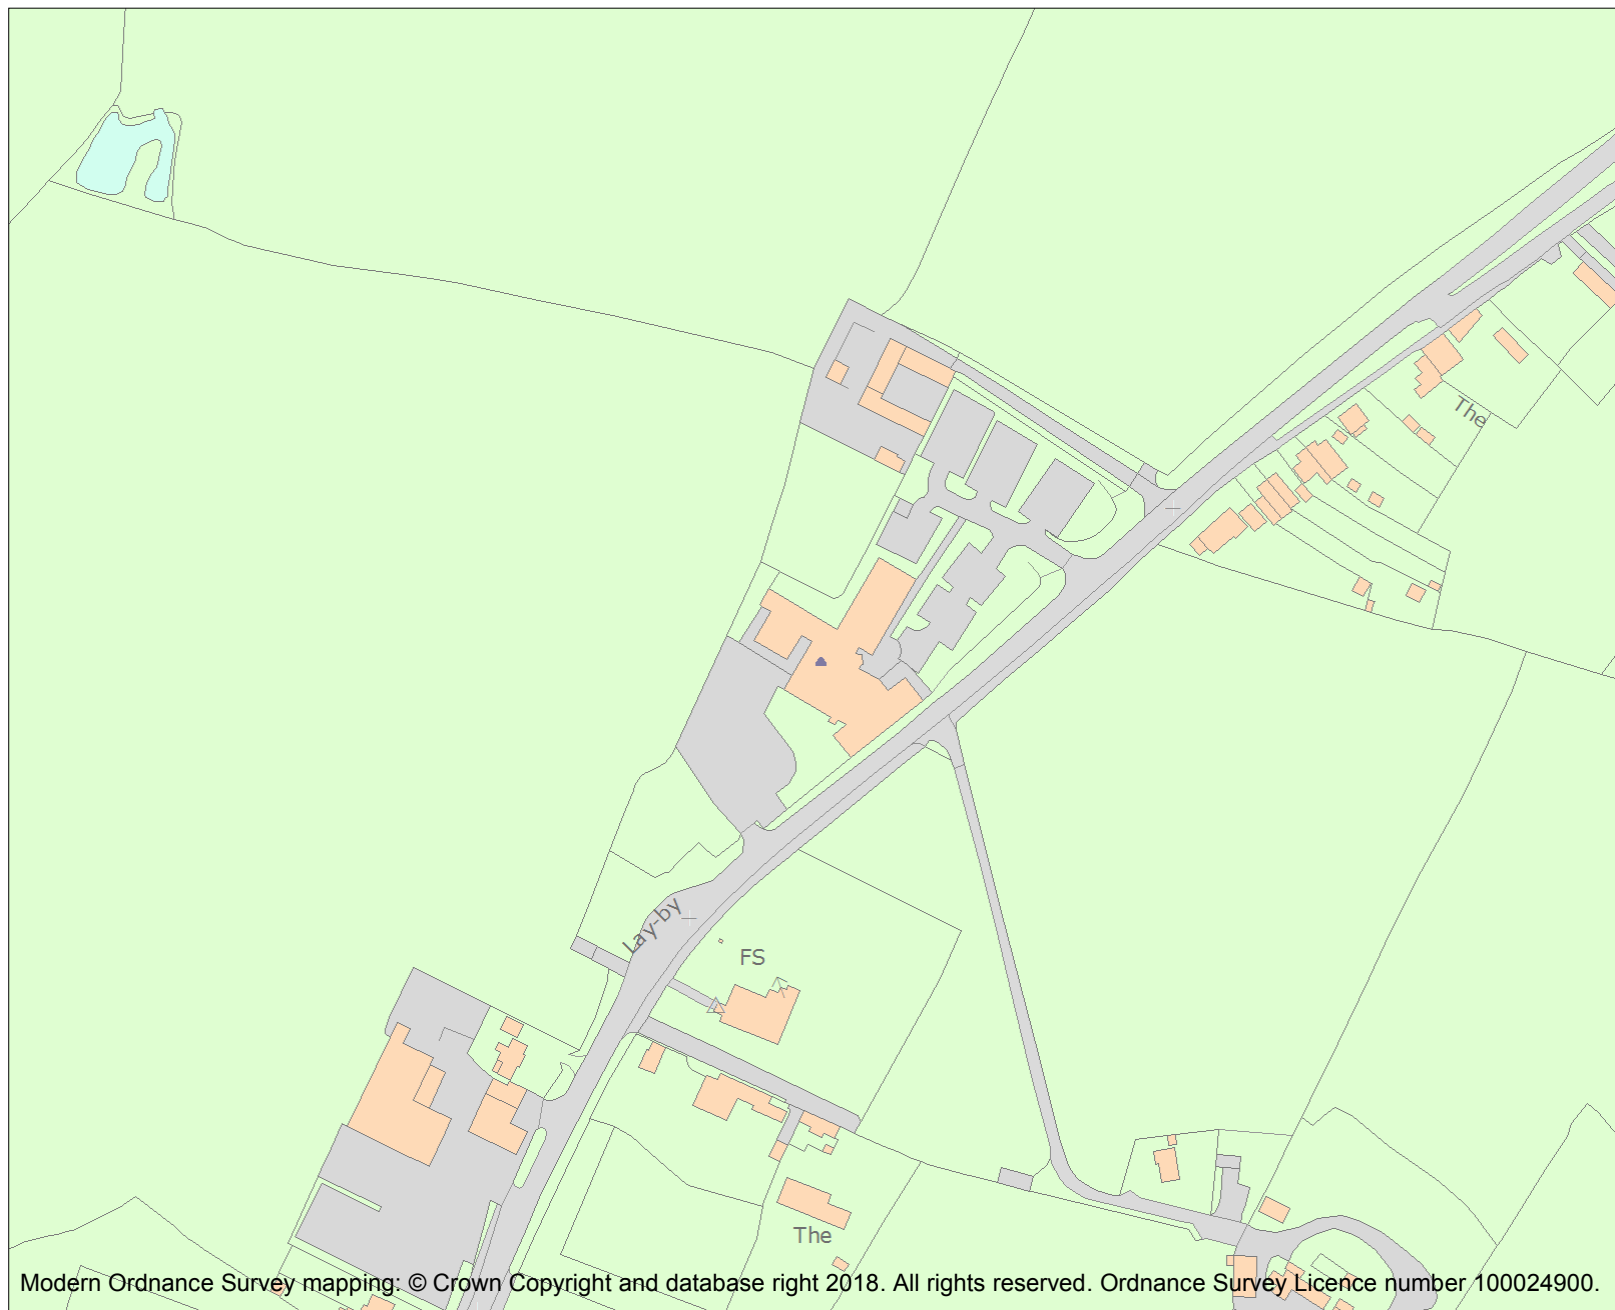 The
Lay-by
FS
The
Modern Ordnance Survey mapping: © Crown Copyright and database right 2018. All rights reserved. Ordnance Survey Licence number 100024900.